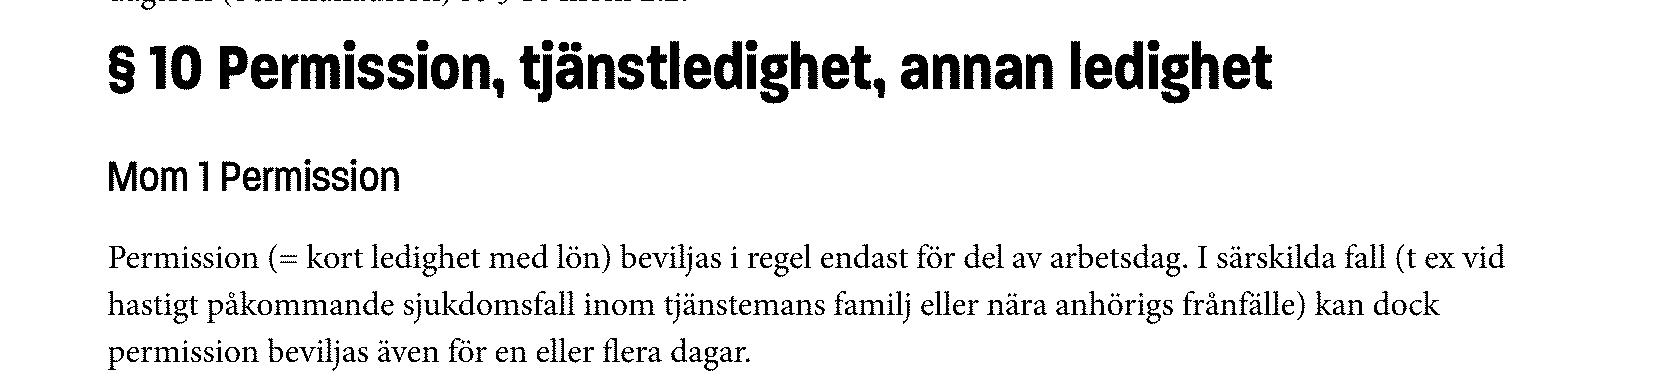 § 10 Permission, tjänstledighet, annan ledighet
Mom 1 Permission
Permission (= kort ledighet med lön) beviljas i regel endast för del av arbetsdag. I särskilda fall (t ex vid
hastigt påkommande sjukdomsfall inom tjänstemans familj eller nära anhörigs frånfälle) kan dock
permission beviljas även för en eller flera dagar.